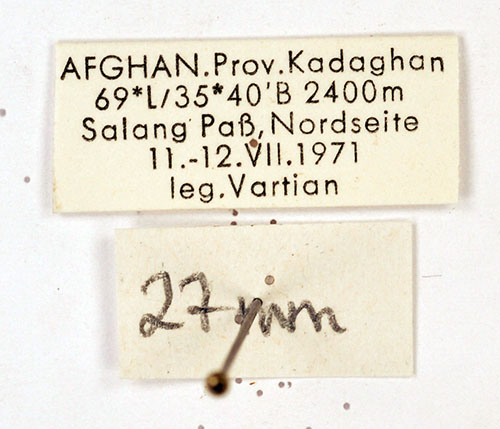 AFGHAN.Prov.Kadaghan
69*L/35*40'B 2400m
Salang Paß, Nordseite
11.-12.VII.1971
leg.Vartian
27mm